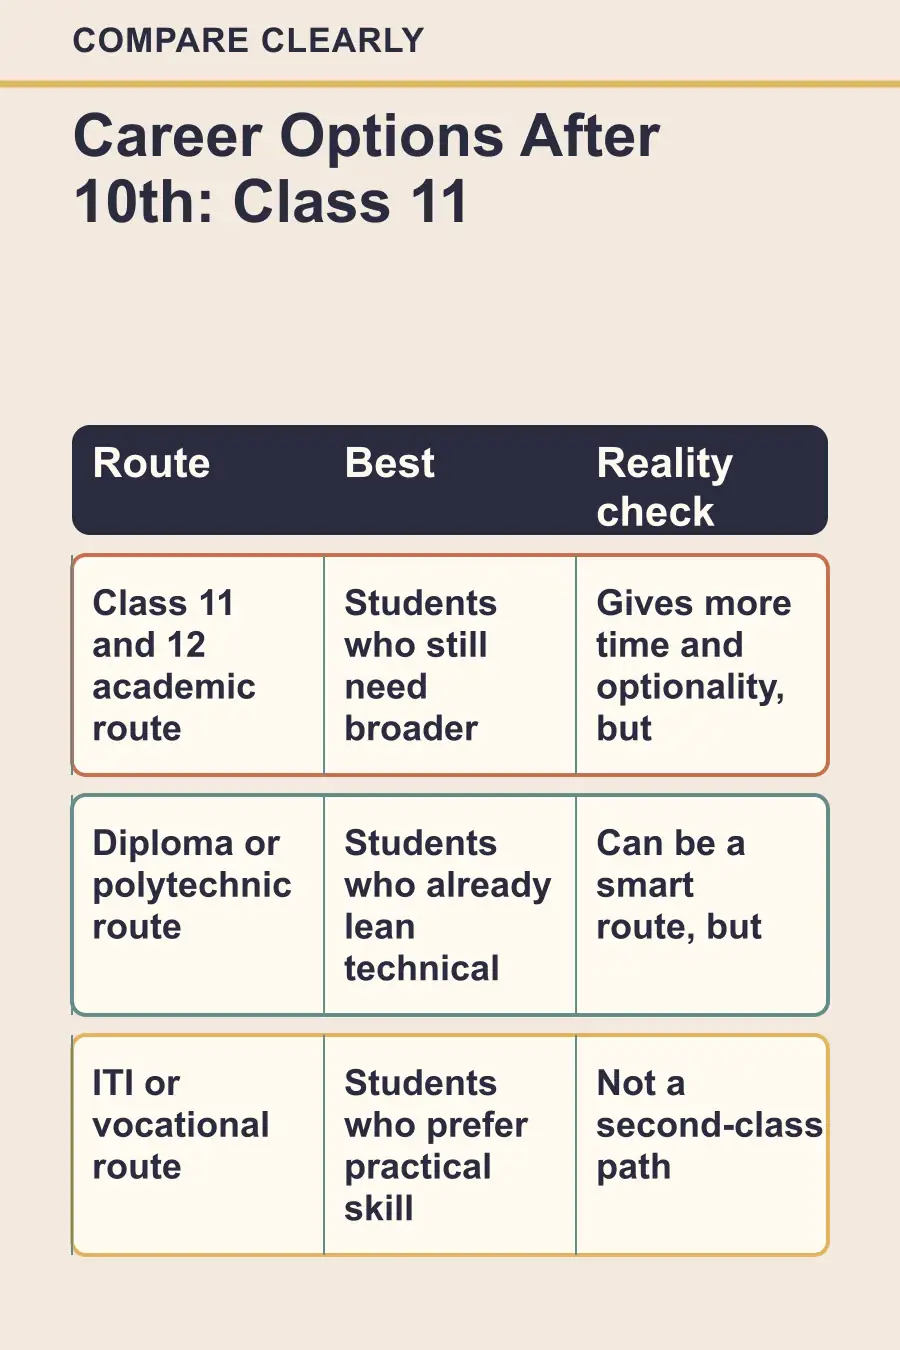 COMPARE CLEARLY
Career Options After
10th: Class 11
Route
Best
Reality
check
Class 11
and 12
academic
route
Students
who still
need
broader
Gives more
time and
optionality,
but
Diploma or
polytechnic
route
Students
who already
lean
technical
Can be a
smart
route, but
ITI or
vocational
route
Students
who prefer
practical
skill
Not a
second-class
path